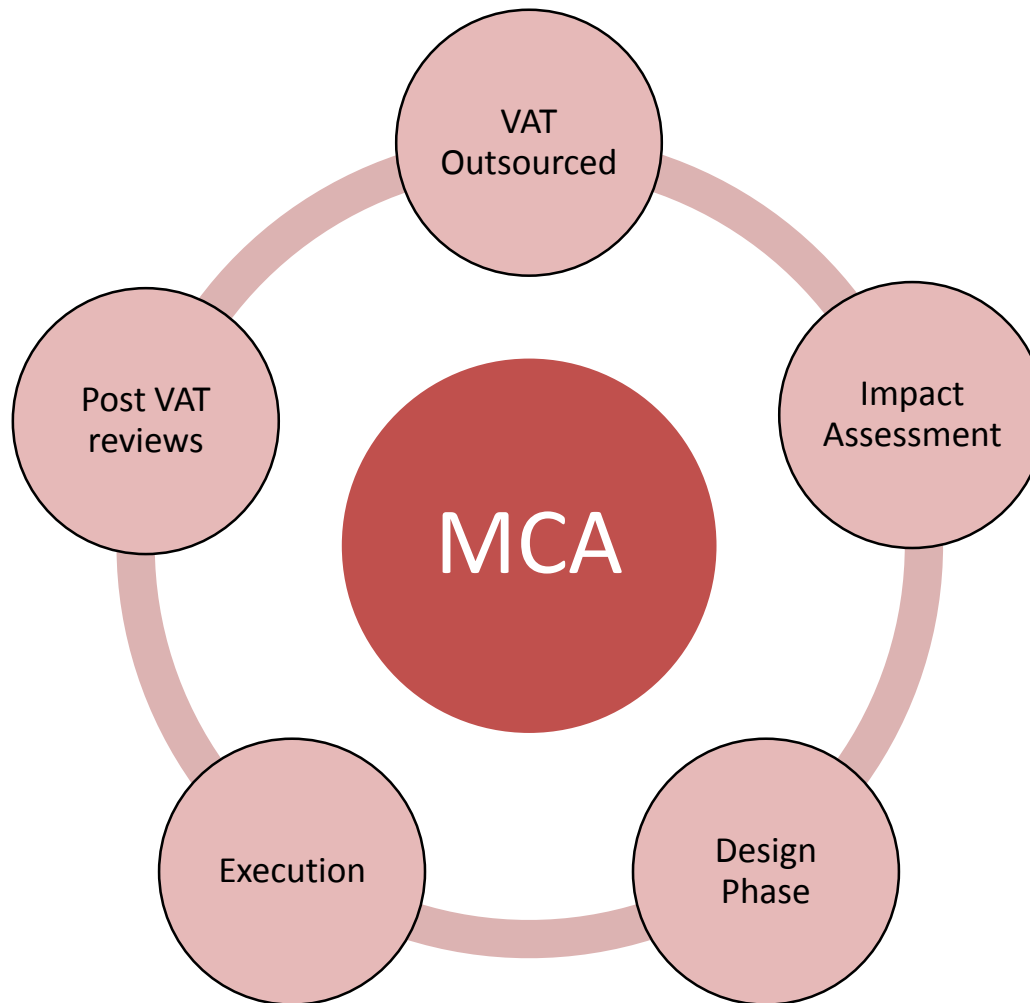 VAT
Outsourced
Impact
Assessment
Post VAT
reviews
MCA
Design
Phase
Execution